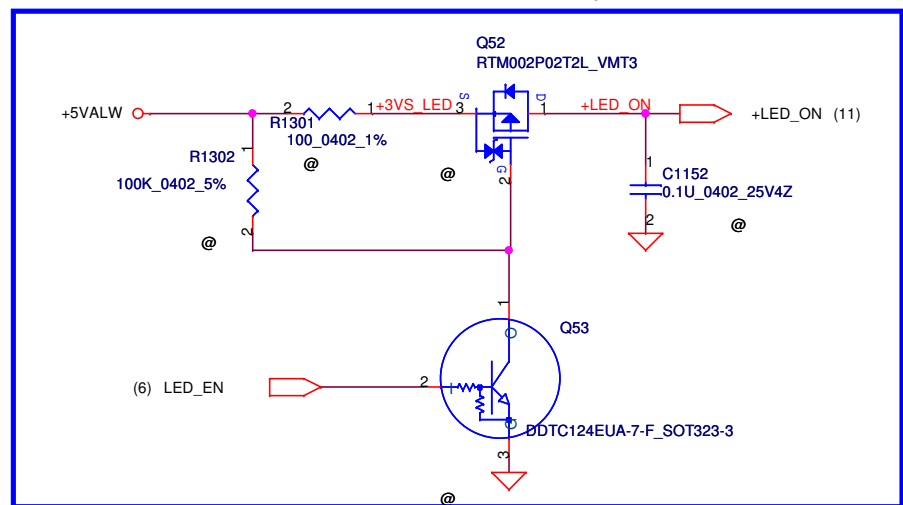 Q52
RTM002P02T2L_VMT3
+5VALW
2
R1301
1
+3VS_LED
3
S
D
1
+LED_ON
+LED_ON (11)
100_0402_1%
@
1
R1302
100K_0402_5%
2
@
@
G
2
1
C1152
0.1U_0402_25V4Z
2
@
1
Q53
O
(6) LED_EN
2
I
G
DDTC124EUA-7-F_SOT323-3
3
@